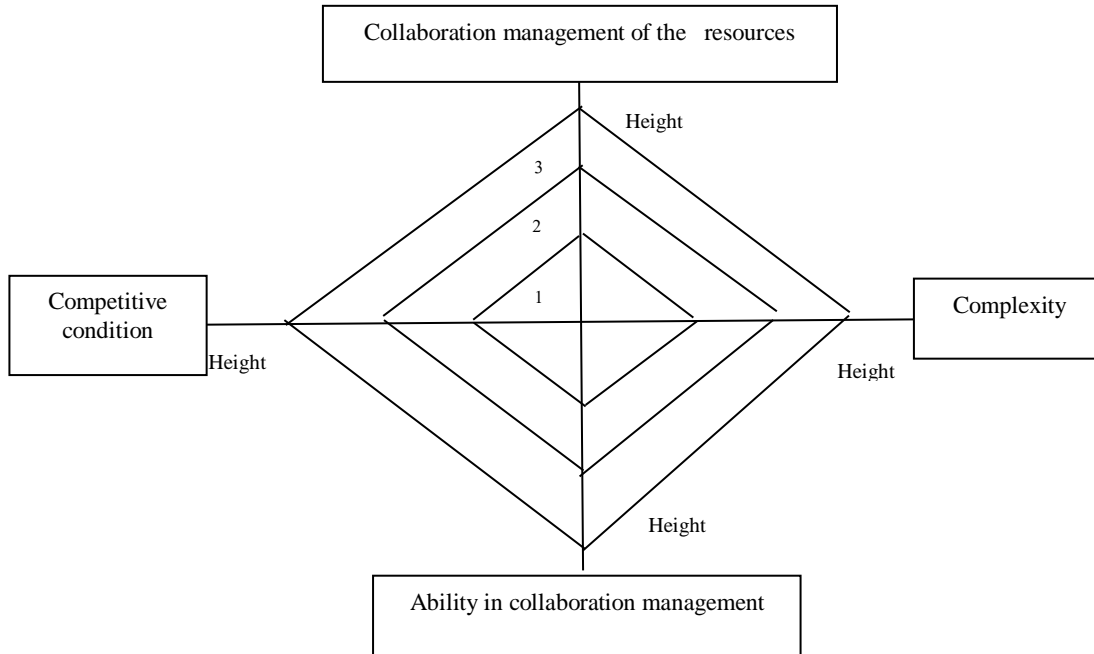 Collaboration management of the resources
Height
3
2
1
Competitive
condition
Complexity
Height
Height
Height
Ability in collaboration management